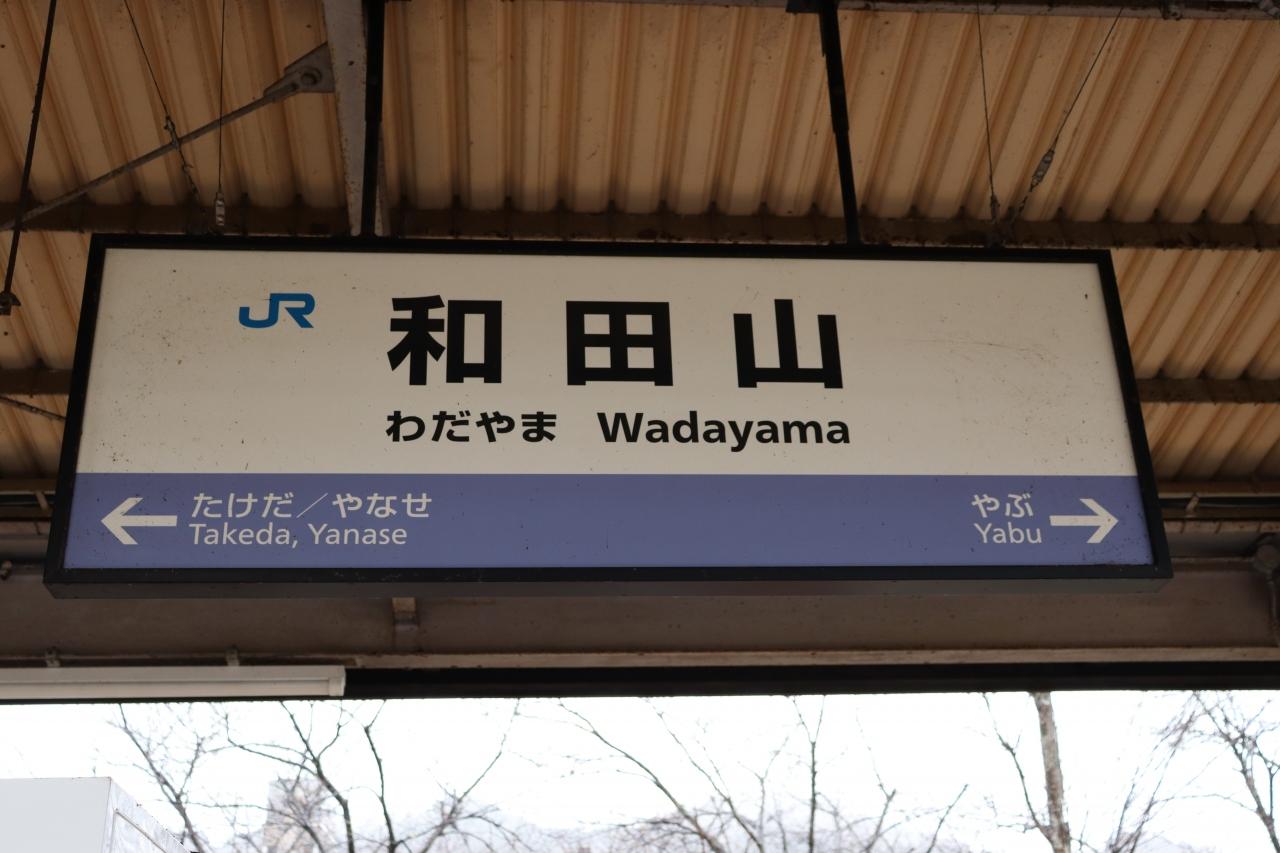 JR 和田山
わだやま Wadayama
← たけだ／やなせ
Takeda, Yanase
やぶ →
Yabu